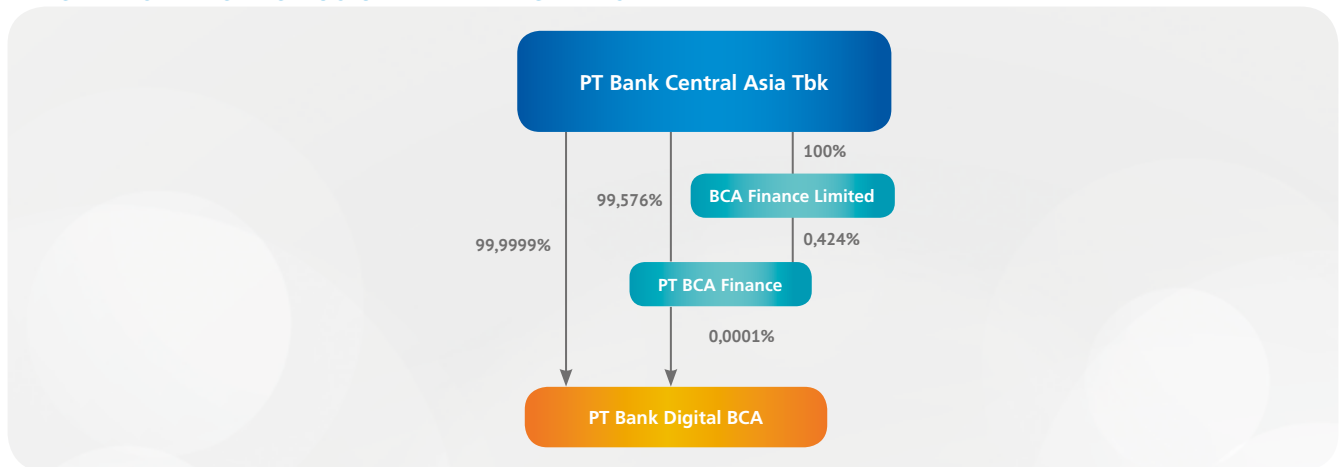 PT Bank Central Asia Tbk
100%
BCA Finance Limited
99,576%
0,424%
99,9999%
PT BCA Finance
0,0001%
PT Bank Digital BCA